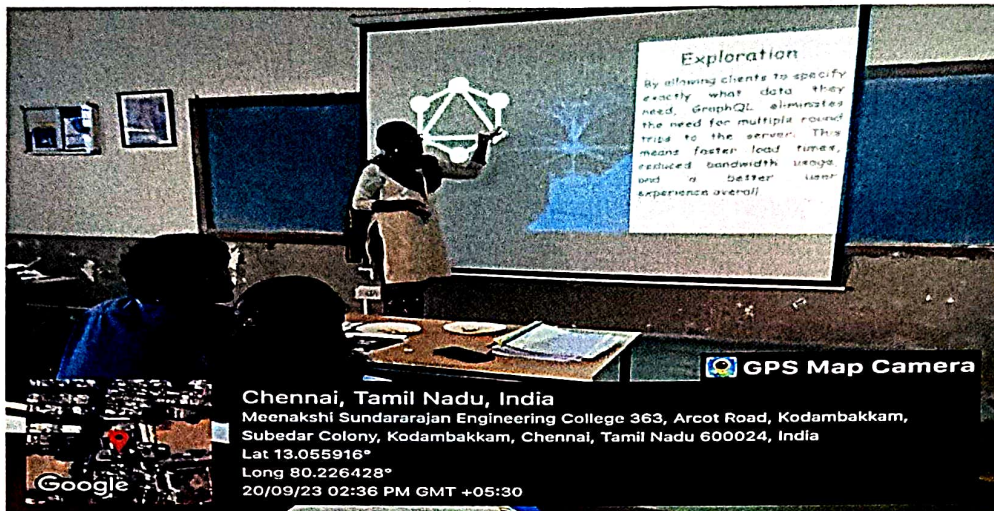 Exploration
By allowing clients to specify
exactly what data they
need, GraphQL eliminates
the need for multiple round
trips to the server. This
means faster load times,
reduced bandwidth usage,
and a better user
experience overall
GPS Map Camera
Chennai, Tamil Nadu, India
Meenakshi Sundararajan Engineering College 363, Arcot Road, Kodambakkam,
Subedar Colony, Kodambakkam, Chennai, Tamil Nadu 600024, India
Lat 13.055916°
Long 80.226428°
20/09/23 02:36 PM GMT +05:30
Google